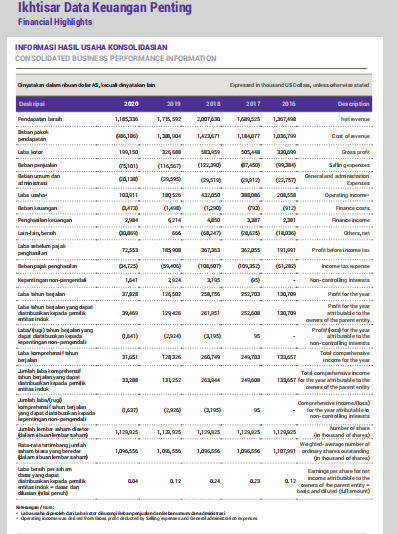 Ikhtisar Data Keuangan Penting
Financial Highlights
INFORMASI HASIL USAHA KONSOLIDASIAN
CONSOLIDATED BUSINESS PERFORMANCE INFORMATION
Dinyatakan dalam ribuan dolar AS, kecuali dinyatakan lain Expressed in thousand US Dollars, unless otherwise stated
Deskripsi 2020 2019 2018 2017 2016 Description
Pendapatan bersih 1,185,336 1,715,592 2,007,630 1,689,525 1,367,498 Net revenue
Beban pokok
pendapatan (986,186) 1,388,904 1,423,671 1,184,077 1,036,799 Cost of revenue
Laba kotor 199,150 326,688 583,959 505,448 330,699 Gross profit
Beban penjualan (75,101) (116,567) (122,390) (87,450) (99,384) Selling expenses
Beban umum dan
administrasi (20,138) (29,595) (29,519) (29,912) (22,757) General and administration
Expenses
Laba usaha• 103,911 180,526 432,050 388,086 208,558 Operating income•
Beban keuangan (3,473) (1,498) (1,290) (793) (912) Finance costs
Penghasilan keuangan 2,984 6,214 4,850 3,387 2,381 Finance income
Lain-lain, bersih (30,869) 666 (68,247) (28,625) (18,036) Others, net
Laba sebelum pajak
penghasilan 72,553 185,908 367,363 362,055 191,991 Profit before income tax
Beban pajak penghasilan (34,725) (59,406) (108,607) (109,352) (61,282) Income tax expense
Kepentingan non-pengendali 1,641 2,924 3,195 (95) - Non-controlling interests
Laba tahun berjalan 37,828 126,502 258,756 252,703 130,709 Profit for the year
Laba tahun berjalan yang dapat
diatribusikan kepada pemilik
entitas induk 39,469 129,426 261,951 252,608 130,709 Profit for the year
attributable to the
owners of the parent entity
Laba/(rugi) tahun berjalan yang
dapat diatribusikan kepada
kepentingan non-pengendali (1,641) (2,924) (3,195) 95 - Profit/(loss) for the year
attributable to
non-controlling interests
Laba komprehensif tahun
berjalan 31,651 128,326 260,749 249,703 133,657 Total comprehensive
income for the year
Jumlah laba komprehensif
tahun berjalan yang dapat
diatribusikan kepada pemilik
entitas induk 33,288 131,252 263,944 249,608 133,657 Total comprehensive income
for the year attributable to the
owners of the parent entity
Jumlah laba/(rugi)
komprehensif tahun berjalan
yang dapat diatribusikan kepada
kepentingan non-pengendali (1,637) (2,926) (3,195) 95 - Comprehensive income/(loss)
for the year attributable to
non-controlling interests
Jumlah lembar saham disetor
(dalam ribuan lembar saham) 1,129,925 1,129,925 1,129,925 1,129,925 1,129,925 Number of share
(in thousand of shares)
Rata-rata tertimbang jumlah
saham biasa yang beredar
(dalam ribuan lembar saham) 1,096,556 1,096,556 1,096,556 1,096,556 1,107,991 Weighted-average number of
ordinary shares outstanding
(in thousand of shares)
Laba bersih per saham
dasar yang dapat
diatribusikan kepada pemilik
entitas induk = dasar dan
dilusian (nilai penuh) 0.04 0.12 0.24 0.23 0.12 Earnings per share for net
income attributable to the
owners of the parent entity =
basic and diluted (full amount)
Keterangan / Note:
• Laba usaha diperoleh dari Laba kotor dikurangi Beban penjualan dan Beban umum dan administrasi
• Operating income was derived from Gross profit deducted by Selling expenses and General administration expenses